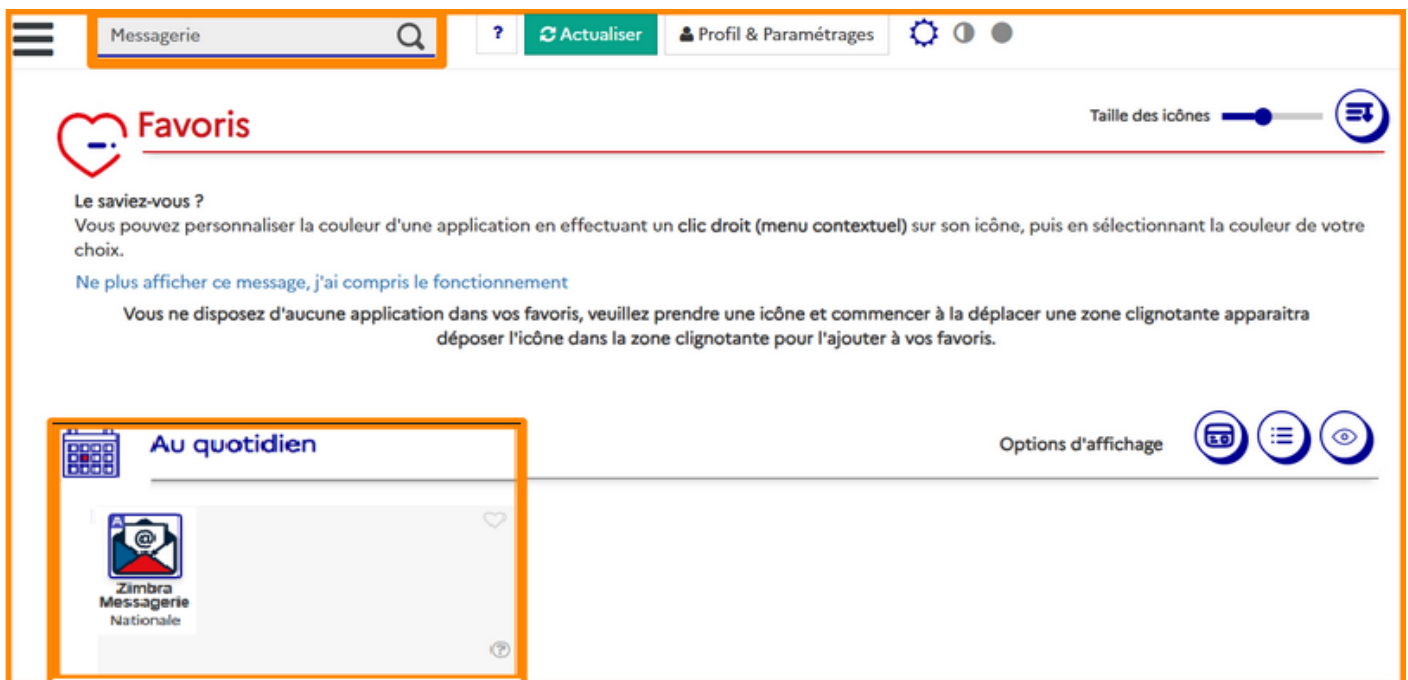 Messagerie
? Actualiser Profil & Paramétrages
Favoris
Taille des icônes
Le saviez-vous ?
Vous pouvez personnaliser la couleur d'une application en effectuant un clic droit (menu contextuel) sur son icône, puis en sélectionnant la couleur de votre
choix.
Ne plus afficher ce message, j'ai compris le fonctionnement
Vous ne disposez d'aucune application dans vos favoris, veuillez prendre une icône et commencer à la déplacer une zone clignotante apparaitra
déposer l'icône dans la zone clignotante pour l'ajouter à vos favoris.
Au quotidien
Options d'affichage
A
@
Zimbra
Messagerie
Nationale
?